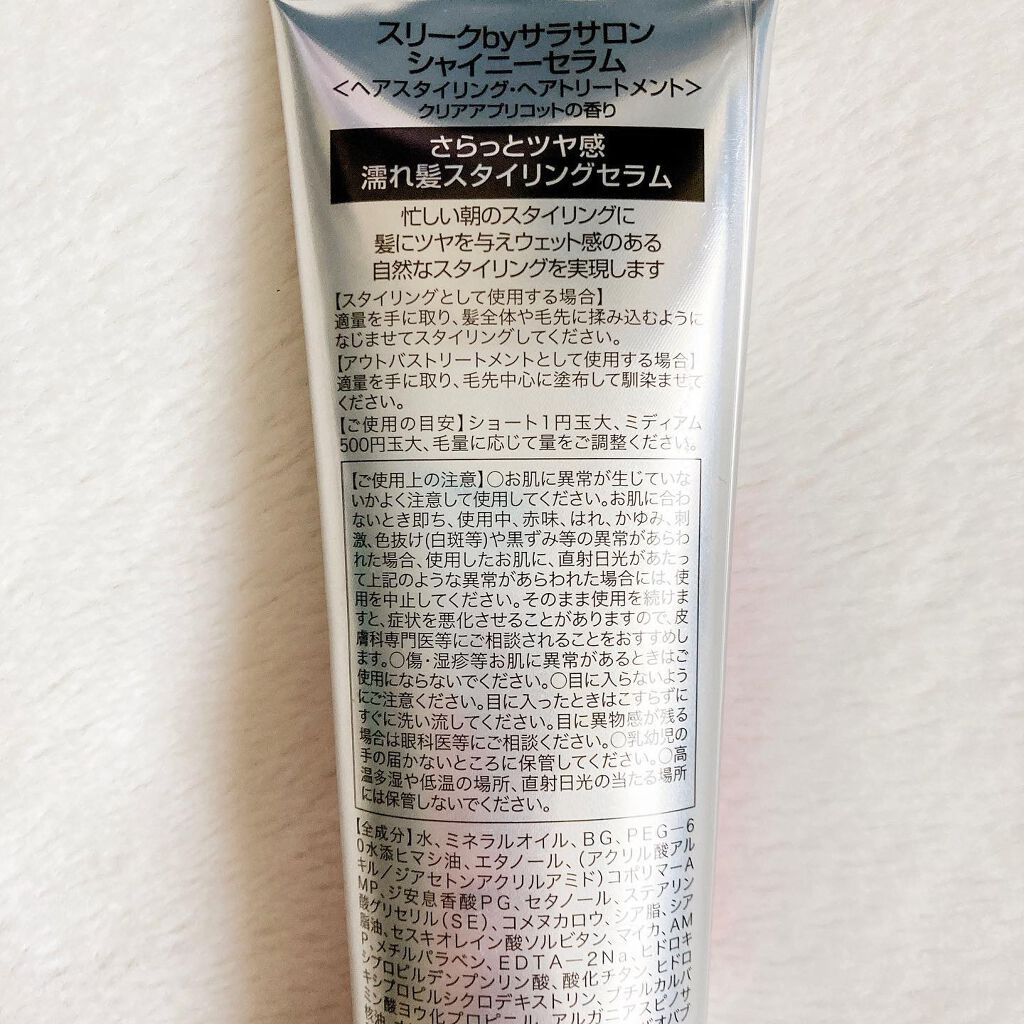 スリークbyサラサロン
シャイニーセラム
＜ヘアスタイリング・ヘアトリートメント＞
クリアアプリコットの香り
さらっとツヤ感
濡れ髪スタイリングセラム
忙しい朝のスタイリングに
髪にツヤを与えウェット感のある
自然なスタイリングを実現します
【スタイリングとして使用する場合】
適量を手に取り、髪全体や毛先に揉み込むように
なじませてスタイリングしてください。
【アウトバストリートメントとして使用する場合】
適量を手に取り、毛先中心に塗布して馴染ませて
ください。
【ご使用の目安】ショート1円玉大、ミディアム
500円玉大、毛量に応じて量をご調整ください。
【ご使用上の注意】○お肌に異常が生じていな
いかよく注意して使用してください。お肌に合わ
ないとき即ち、使用中、赤味、はれ、かゆみ、刺
激、色抜け(白斑等)や黒ずみ等の異常があらわ
れた場合、使用したお肌に、直射日光があたっ
て上記のような異常があらわれた場合には、使
用を中止してください。そのまま使用を続けま
すと、症状を悪化させることがありますので、皮
膚科専門医等にご相談されることをおすすめし
ます。○傷・湿疹等お肌に異常があるときはご
使用にならないでください。○目に入らないよう
にご注意ください。目に入ったときはこすらずに
すぐに洗い流してください。目に異物感が残る
場合は眼科医等にご相談ください。○乳幼児の
手の届かないところに保管してください。○高
温多湿や低温の場所、直射日光の当たる場所
には保管しないでください。
【全成分】水、ミネラルオイル、BG、PEG－6
0水添ヒマシ油、エタノール、（アクリル酸アル
キル／ジアセトンアクリルアミド）コポリマーA
MP、ジ安息香酸PG、セタノール、ステアリン
酸グリセリル（SE）、コメヌカロウ、シア脂、シア
脂油、セスキオレイン酸ソルビタン、マイカ、AM
P、メチルパラベン、EDTA－2Na、ヒドロキ
シプロピルデンプンリン酸、酸化チタン、ヒドロ
キシプロピルシクロデキストリン、ブチルカルバ
ミン酸ヨウ化プロピニル、アルガニアスピノサ
核油、